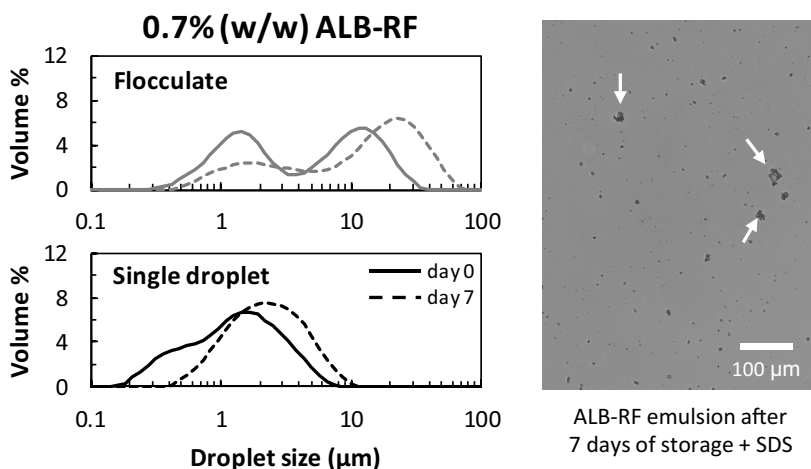 0.7% (w/w) ALB-RF
Volume %
12
8
4
0
Flocculate
0.1
1
10
100
Volume %
12
8
4
0
Single droplet
day 0
day 7
0.1
1
10
100
Droplet size (µm)
100 µm
ALB-RF emulsion after
7 days of storage + SDS